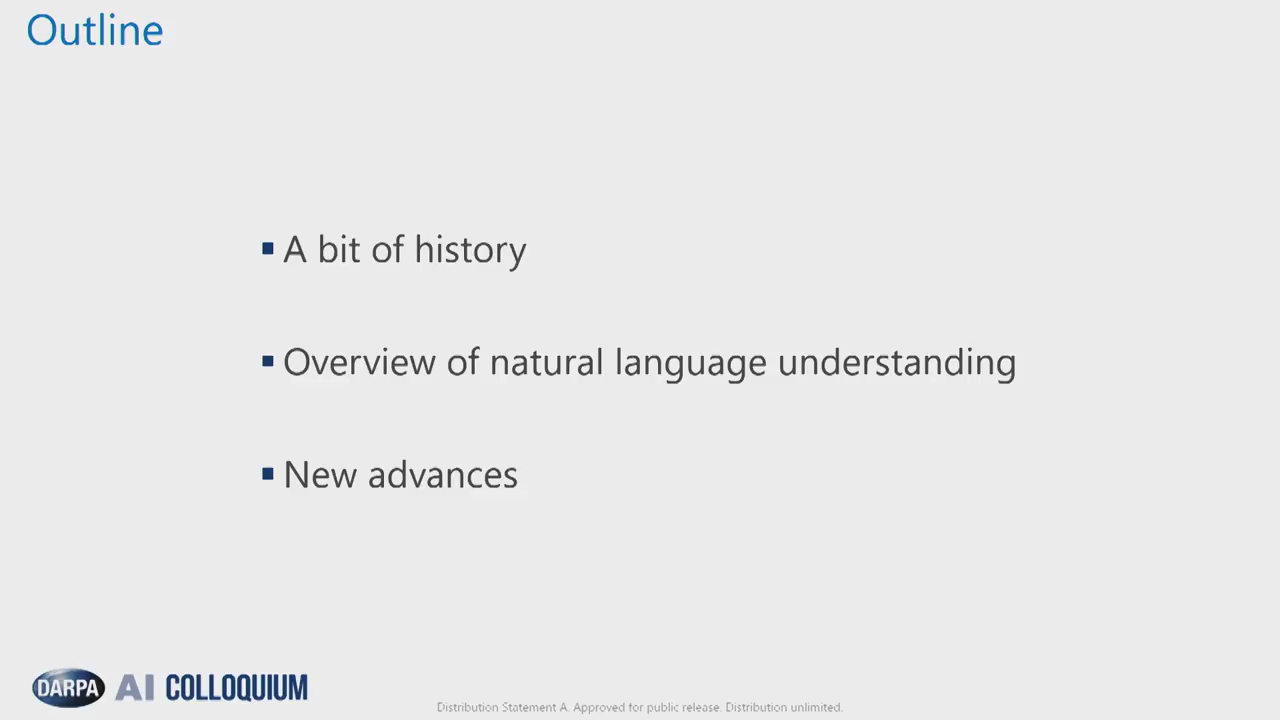 Outline
A bit of history
Overview of natural language understanding
New advances
DARPA AI COLLOQUIUM
Distribution Statement A. Approved for public release. Distribution unlimited.